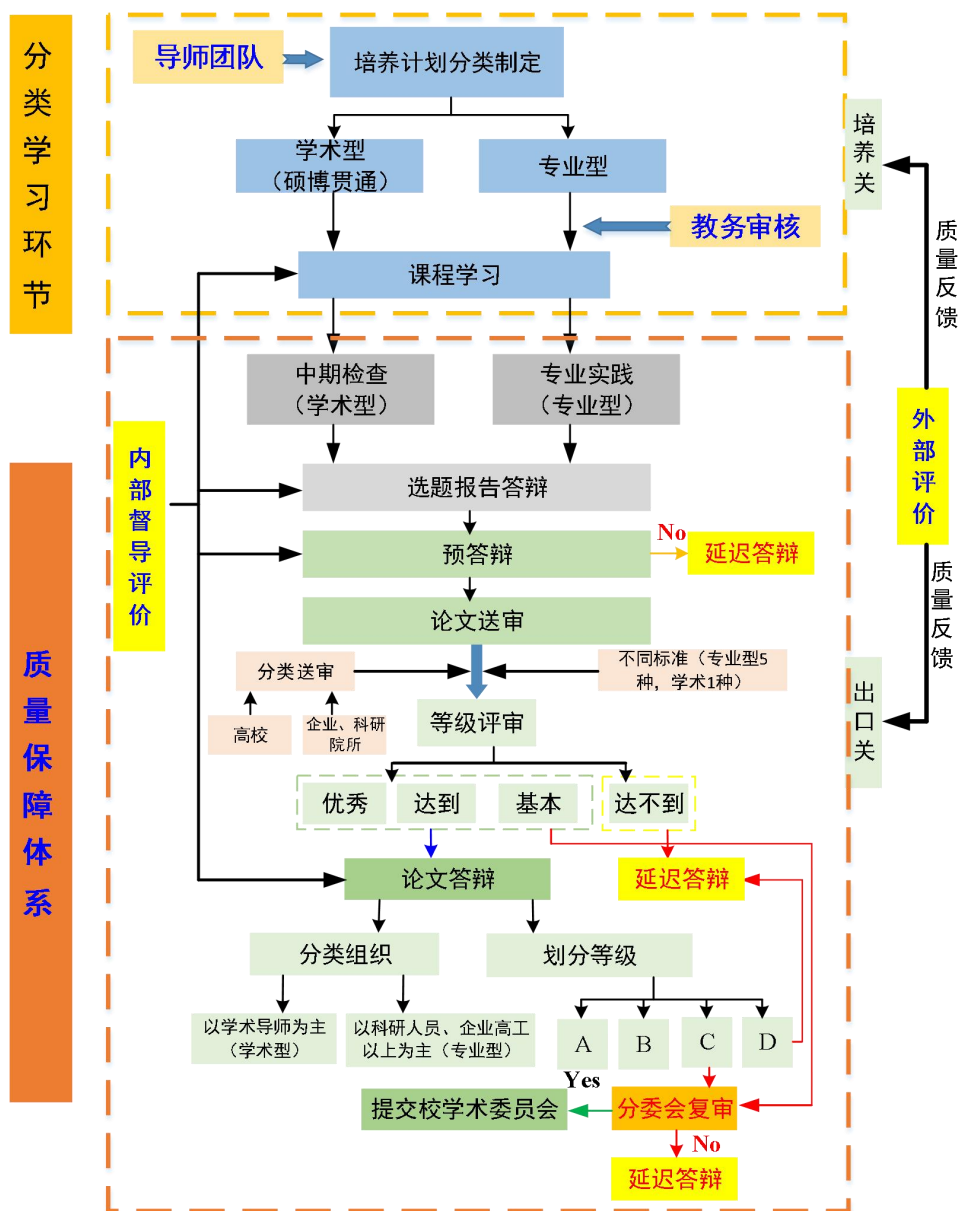 分类学习环节
导师团队
培养计划分类制定
学术型
（硕博贯通）
专业型
教务审核
课程学习
培养关
质量反馈
外部评价
质量反馈
出口关
质量保障体系
内部督导评价
中期检查
（学术型）
专业实践
（专业型）
选题报告答辩
预答辩
No
延迟答辩
论文送审
分类送审
不同标准（专业型5
种，学术1种）
高校
企业、科研
院所
等级评审
优秀
达到
基本
达不到
论文答辩
延迟答辩
分类组织
划分等级
以学术导师为主
（学术型）
以科研人员、企业高工
以上为主（专业型）
A
B
C
D
Yes
提交校学术委员会
分委会复审
No
延迟答辩